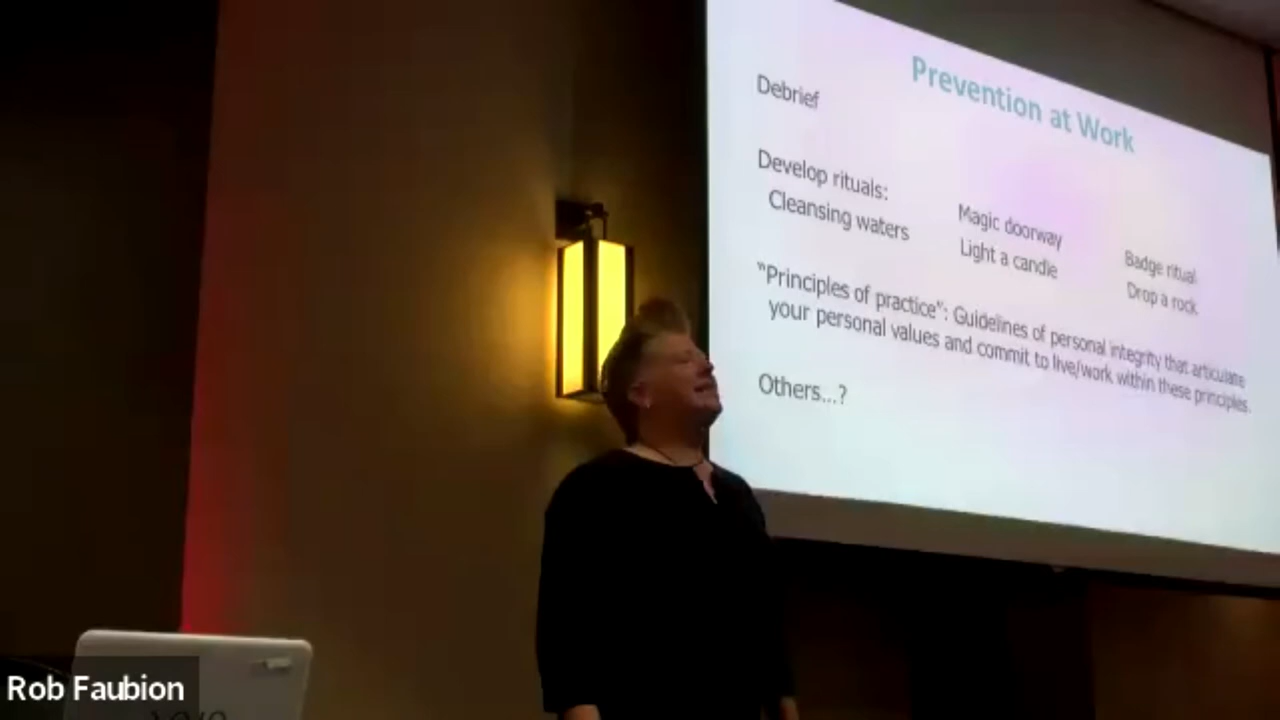 Prevention at Work
Debrief
Develop rituals:
Cleansing waters Magic doorway Badge ritual
Light a candle Drop a rock
“Principles of practice”: Guidelines of personal integrity that articulate
your personal values and commit to live/work within these principles.
Others...?
Rob Faubion